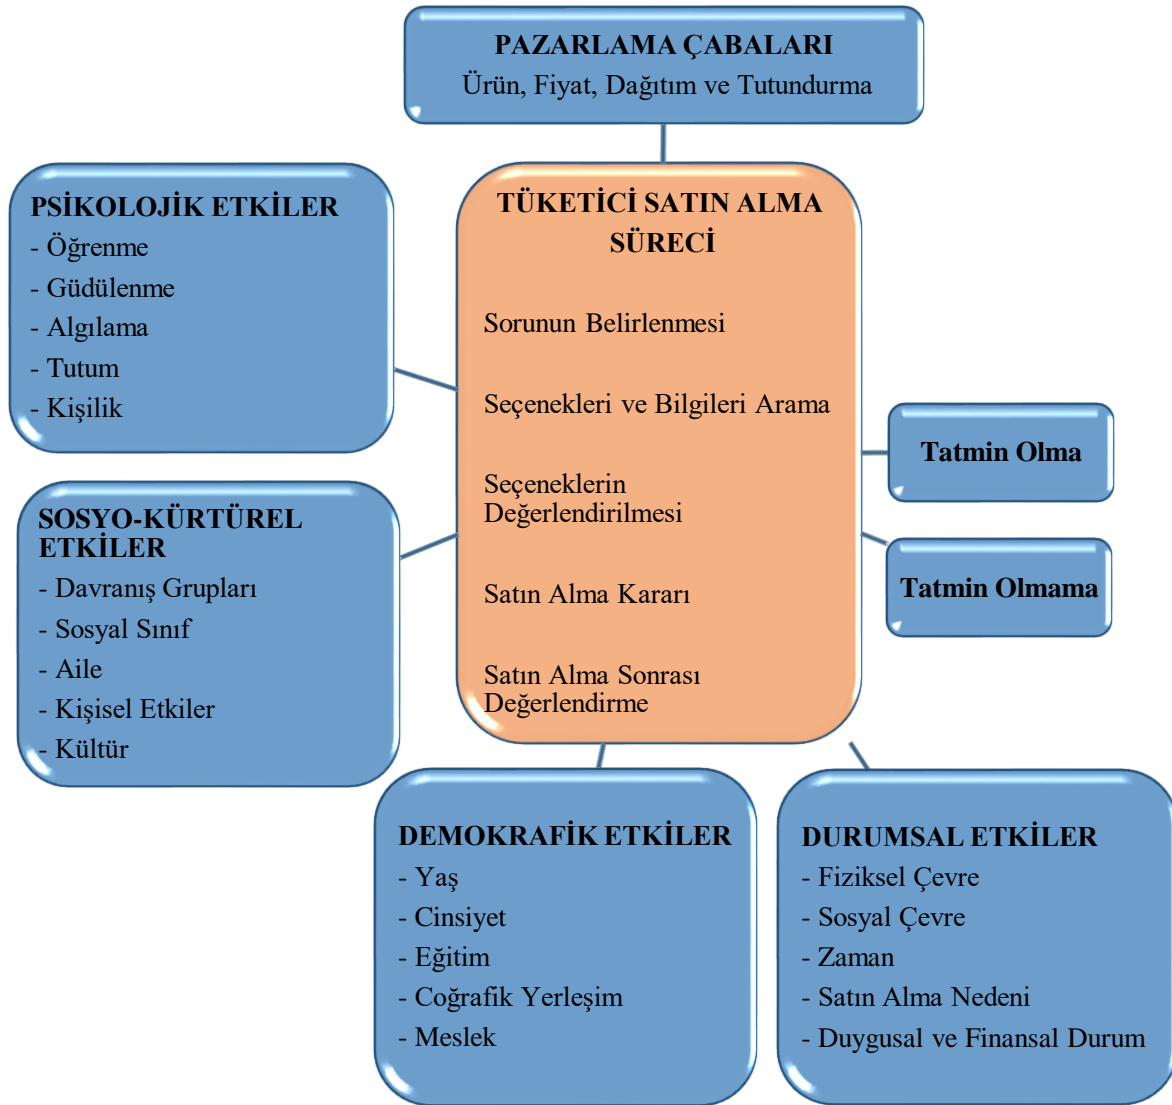 PAZARLAMA ÇABALARI
Ürün, Fiyat, Dağıtım ve Tutundurma
PSİKOLOJİK ETKİLER
- Öğrenme
- Güdülenme
- Algılama
- Tutum
- Kişilik
TÜKETİCİ SATIN ALMA
SÜRECİ
Sorunun Belirlenmesi
Seçenekleri ve Bilgileri Arama
Seçeneklerin
Değerlendirilmesi
Satın Alma Kararı
Satın Alma Sonrası
Değerlendirme
Tatmin Olma
Tatmin Olmama
SOSYO-KÜRTÜREL
ETKİLER
- Davranış Grupları
- Sosyal Sınıf
- Aile
- Kişisel Etkiler
- Kültür
DEMOKRAFİK ETKİLER
- Yaş
- Cinsiyet
- Eğitim
- Coğrafik Yerleşim
- Meslek
DURUMSAL ETKİLER
- Fiziksel Çevre
- Sosyal Çevre
- Zaman
- Satın Alma Nedeni
- Duygusal ve Finansal Durum